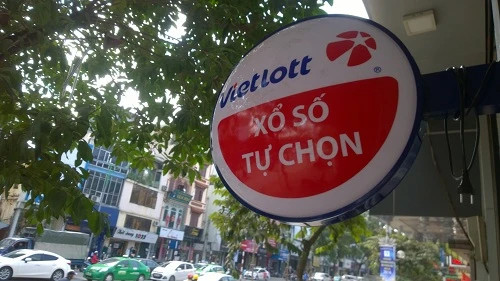 Vietlott
®
XỔ SỐ
TỰ CHỌN